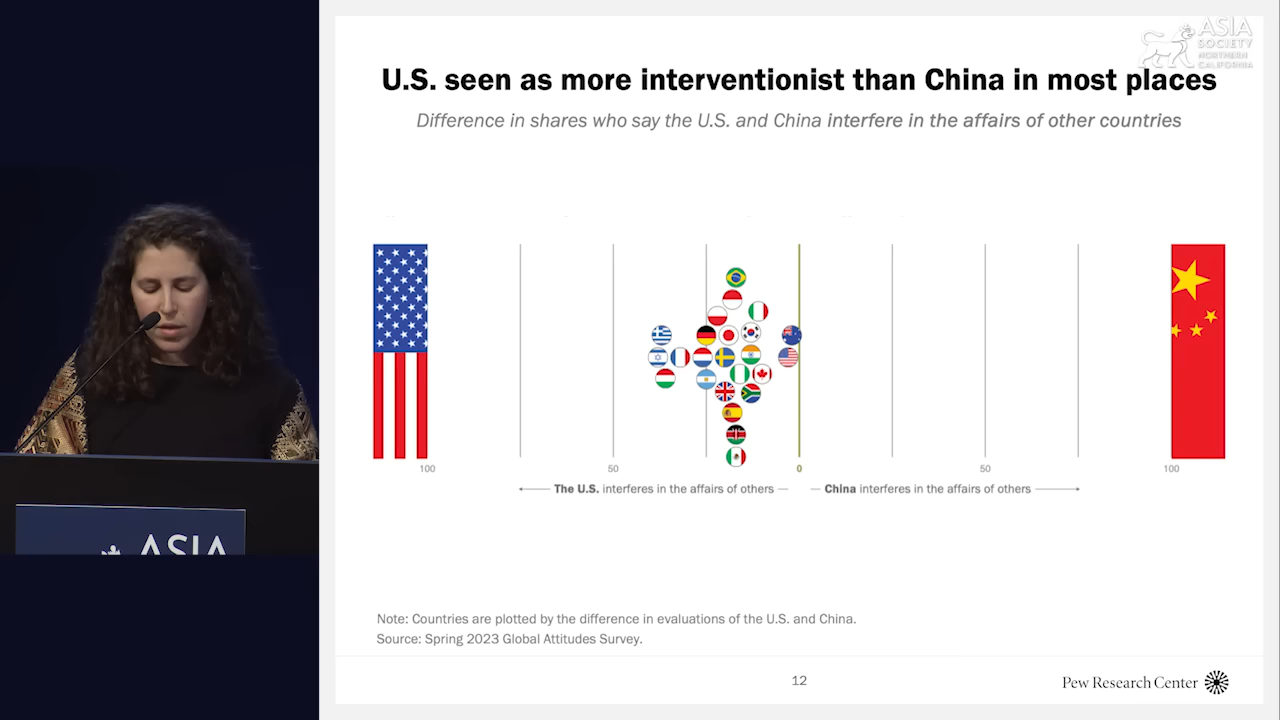 ASIA
SOCIETY
NORTHERN
CALIFORNIA
U.S. seen as more interventionist than China in most places
Difference in shares who say the U.S. and China interfere in the affairs of other countries
100
50
0
50
100
The U.S. interferes in the affairs of others
China interferes in the affairs of others
ASIA
Note: Countries are plotted by the difference in evaluations of the U.S. and China.
Source: Spring 2023 Global Attitudes Survey.
12
Pew Research Center